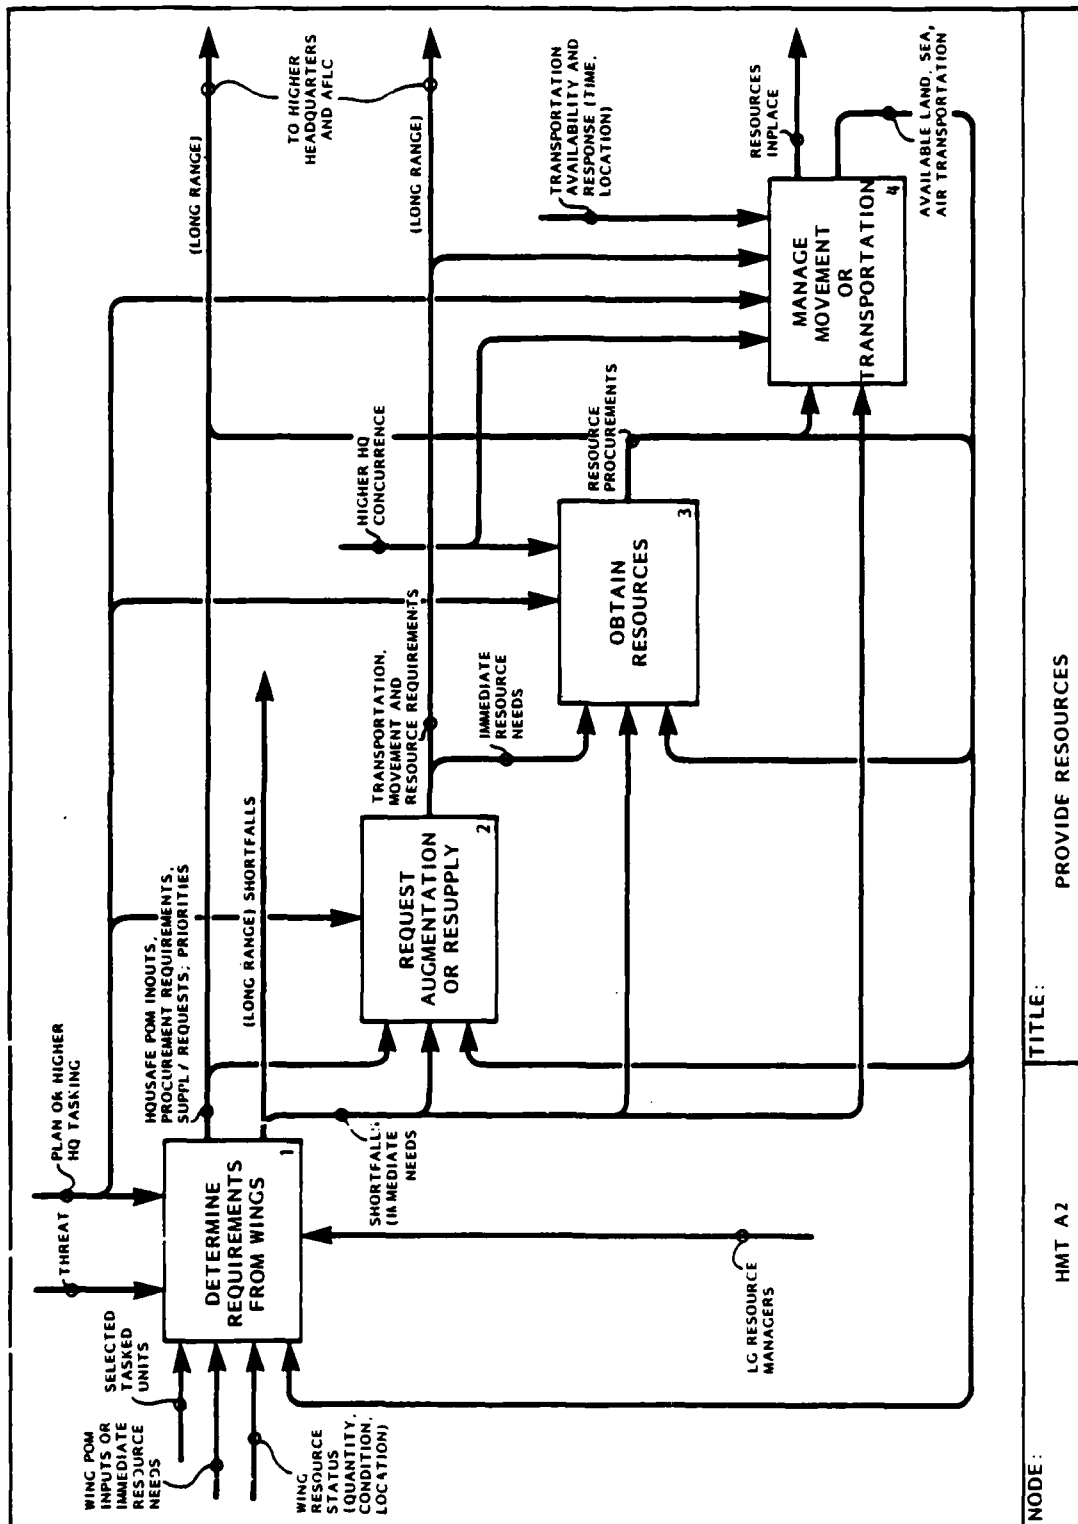 PLAN OR HIGHER
HQ TASKING
THREAT
SELECTED
TASKED
UNITS
WING POM
INPUTS OR
IMMEDIATE
RESOURCE
NEEDS
WING
RESOURCE
STATUS
(QUANTITY,
CONDITION,
LOCATION)
DETERMINE
REQUIREMENTS
FROM WINGS
1
LG RESOURCE
MANAGERS
HQUSAFE POM INOUTS,
PROCUREMENT REQUIREMENTS,
SUPPL/ REQUESTS; PRIORITIES
(LONG RANGE) SHORTFALLS
SHORTFALLS
(IMMEDIATE
NEEDS
REQUEST
AUGMENTATION
OR RESUPPLY
2
TRANSPORTATION,
MOVEMENT AND
RESOURCE REQUIREMENTS
IMMEDIATE
RESOURCE
NEEDS
HIGHER HQ
CONCURRENCE
OBTAIN
RESOURCES
3
RESOURCE
PROCUREMENTS
(LONG RANGE)
TO HIGHER
HEADQUARTERS
AND AFLC
(LONG RANGE)
TRANSPORTATION
AVAILABILITY AND
RESPONSE (TIME,
LOCATION)
MANAGE
MOVEMENT
OR
TRANSPORTATION
4
RESOURCES
INPLACE
AVAILABLE LAND, SEA,
AIR TRANSPORTATION
NODE:
HMT A2
TITLE:
PROVIDE RESOURCES